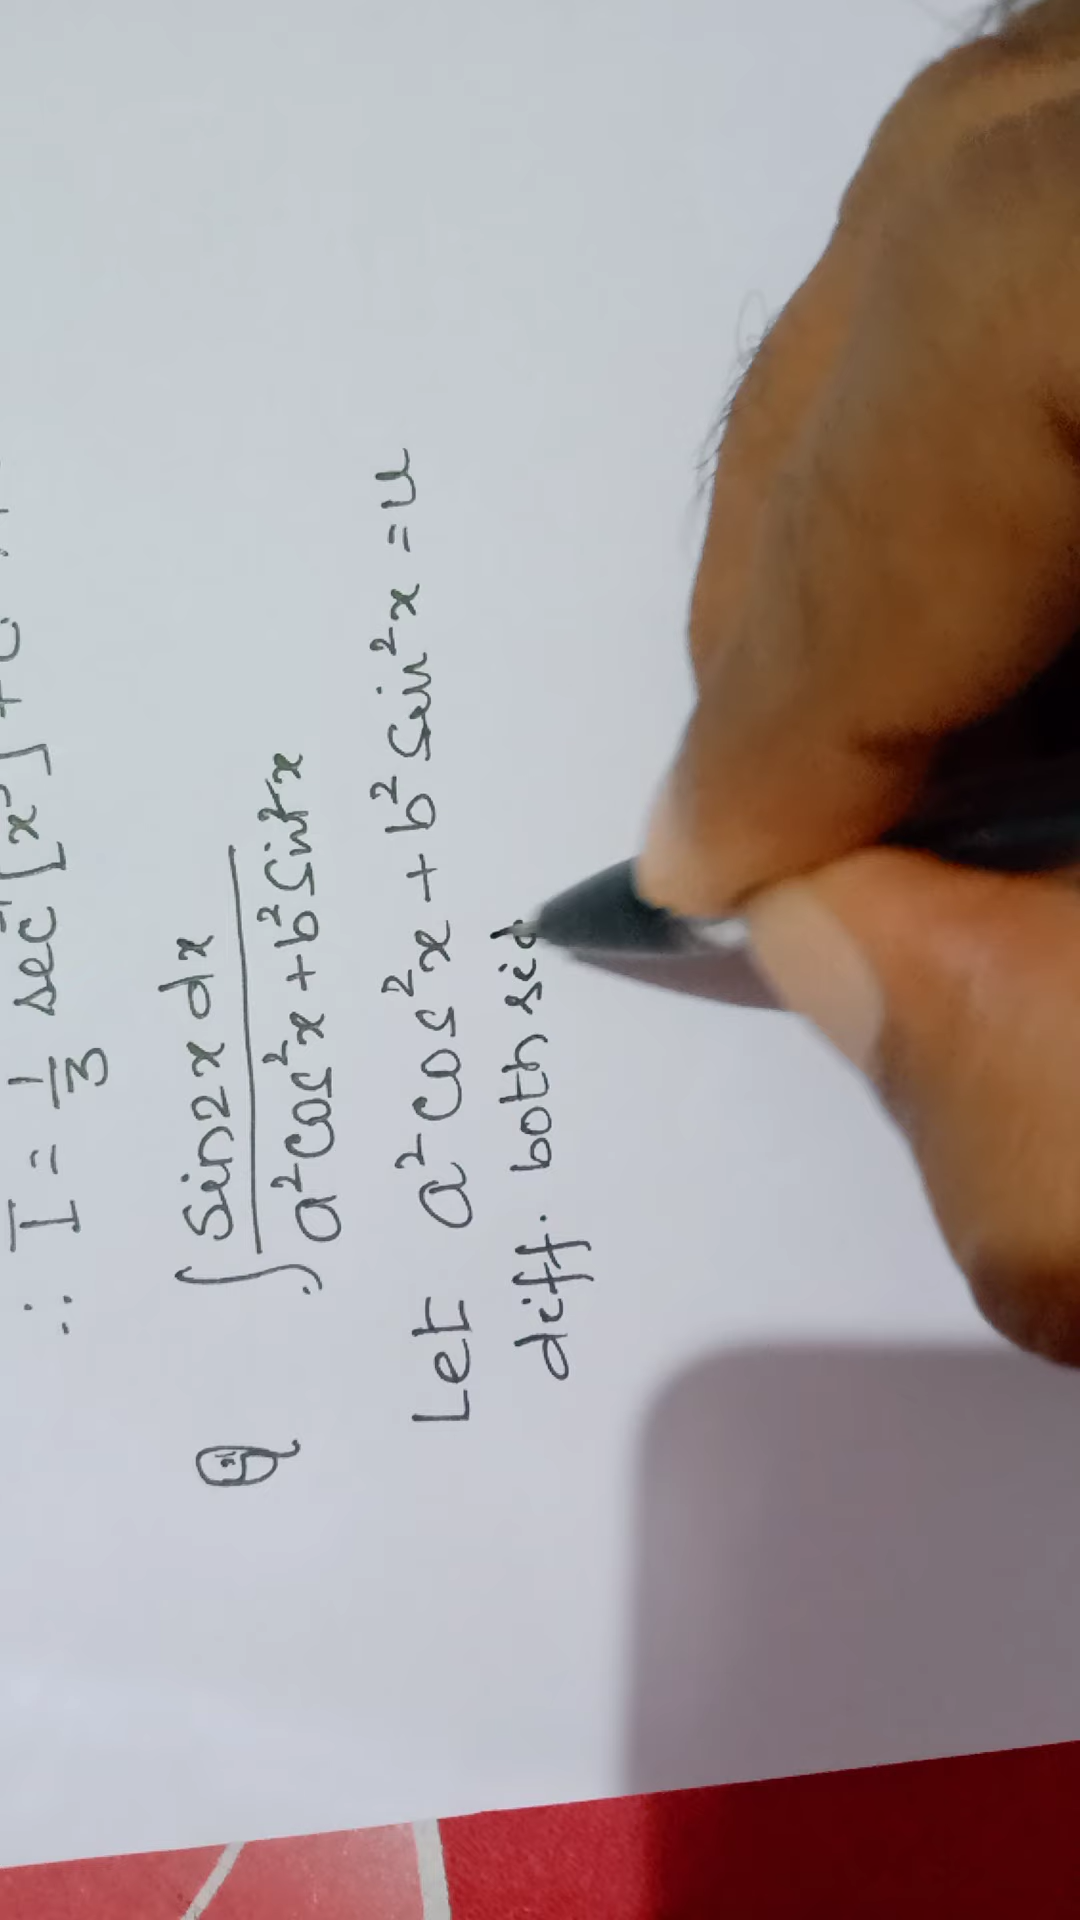 ∴ I = 1/3 sec⁻¹[x³] + C
Q ∫ Sin2x dx / a²cos²x + b²Sin²x
Let a²cos²x + b²Sin²x = u
diff. both sid